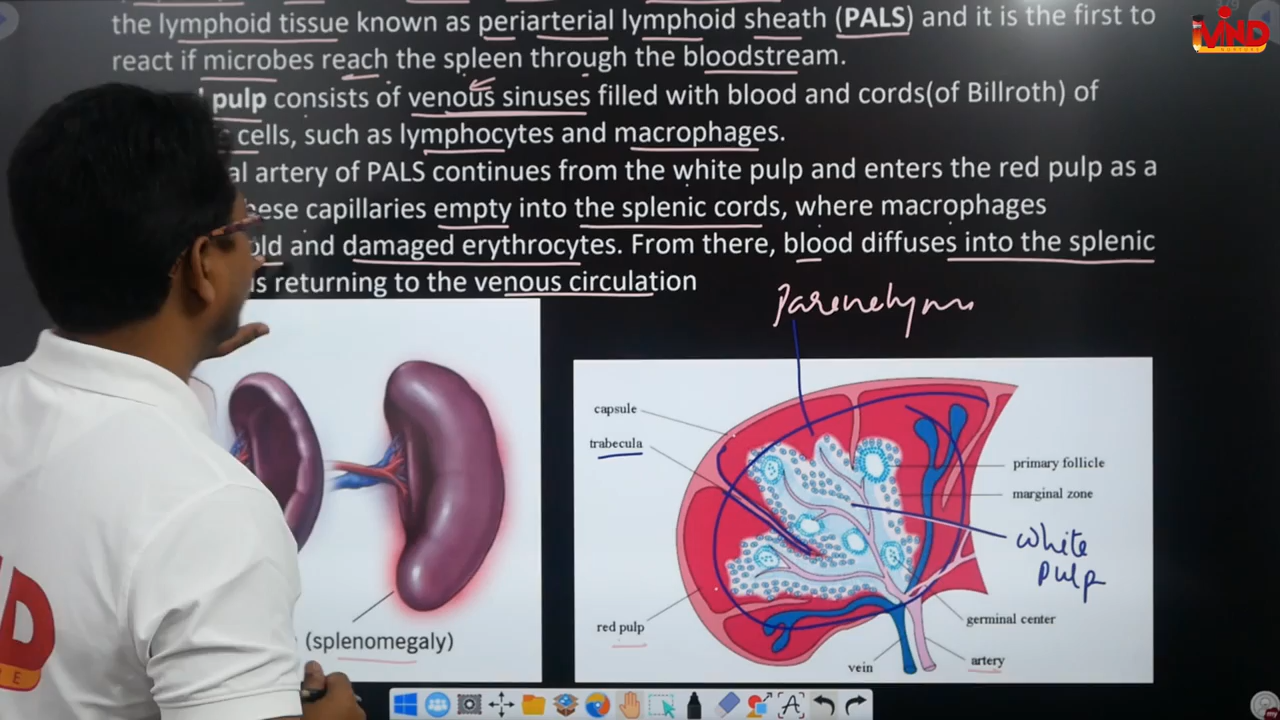 the lymphoid tissue known as periarterial lymphoid sheath (PALS) and it is the first to
react if microbes reach the spleen through the bloodstream.
pulp consists of venous sinuses filled with blood and cords(of Billroth) of
cells, such as lymphocytes and macrophages.
al artery of PALS continues from the white pulp and enters the red pulp as a
ese capillaries empty into the splenic cords, where macrophages
old and damaged erythrocytes. From there, blood diffuses into the splenic
s returning to the venous circulation
Parenchyma
capsule
trabecula
primary follicle
marginal zone
white
pulp
germinal center
red pulp
vein
artery
(splenomegaly)
MIND